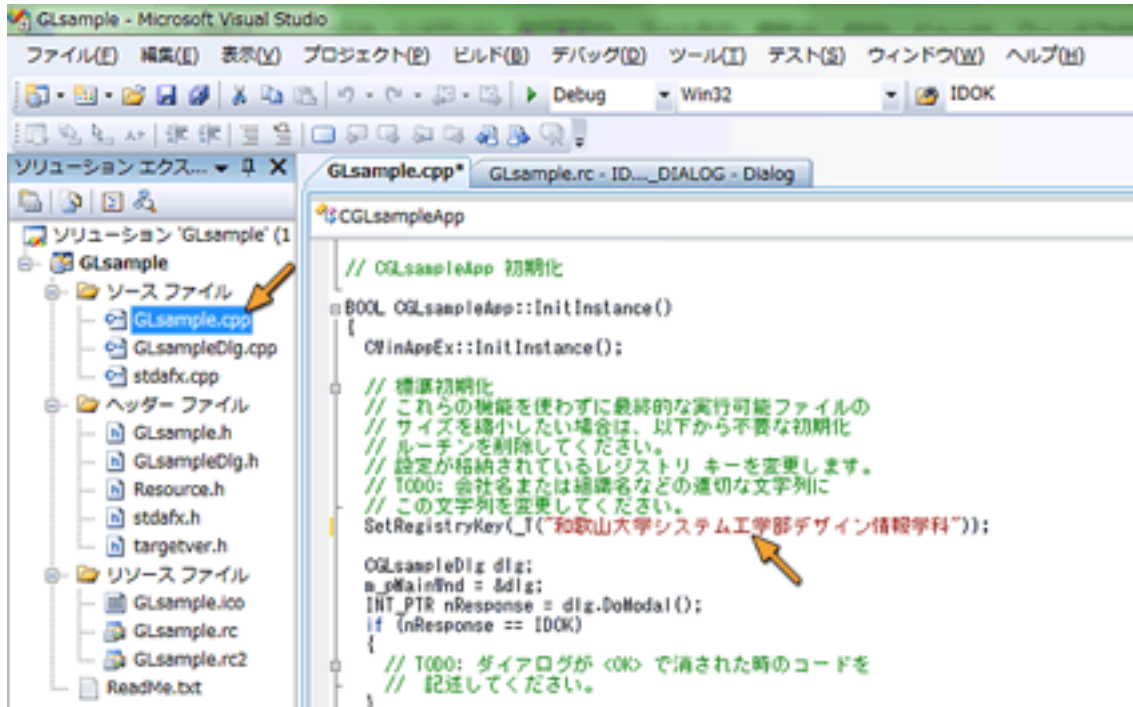 GLsample - Microsoft Visual Studio
ファイル(F) 編集(E) 表示(V) プロジェクト(P) ビルド(B) デバッグ(D) ツール(T) テスト(S) ウィンドウ(W) ヘルプ(H)
Debug Win32 IDOK
ソリューション エクス...
GLsample.cpp* GLsample.rc - ID...._DIALOG - Dialog
CGLsampleApp
ソリューション 'GLsample' (1
GLsample
ソース ファイル
GLsample.cpp
GLsampleDlg.cpp
stdafx.cpp
ヘッダー ファイル
GLsample.h
GLsampleDlg.h
Resource.h
stdafx.h
targetver.h
リソース ファイル
GLsample.ico
GLsample.rc
GLsample.rc2
ReadMe.txt
// CGLsampleApp 初期化
BOOL CGLsampleApp::InitInstance()
{
CWinAppEx::InitInstance();
// 標準初期化
// これらの機能を使わずに最終的な実行可能ファイルの
// サイズを縮小したい場合は、以下から不要な初期化
// ルーチンを削除してください。
// 設定が格納されているレジストリ キーを変更します。
// TODO: 会社名または組織名などの適切な文字列に
// この文字列を変更してください。
SetRegistryKey(_T("和歌山大学システム工学部デザイン情報学科"));
CGLsampleDlg dlg;
m_pMainWnd = &dlg;
INT_PTR nResponse = dlg.DoModal();
if (nResponse == IDOK)
{
// TODO: ダイアログが <OK> で消された時のコードを
// 記述してください。
}